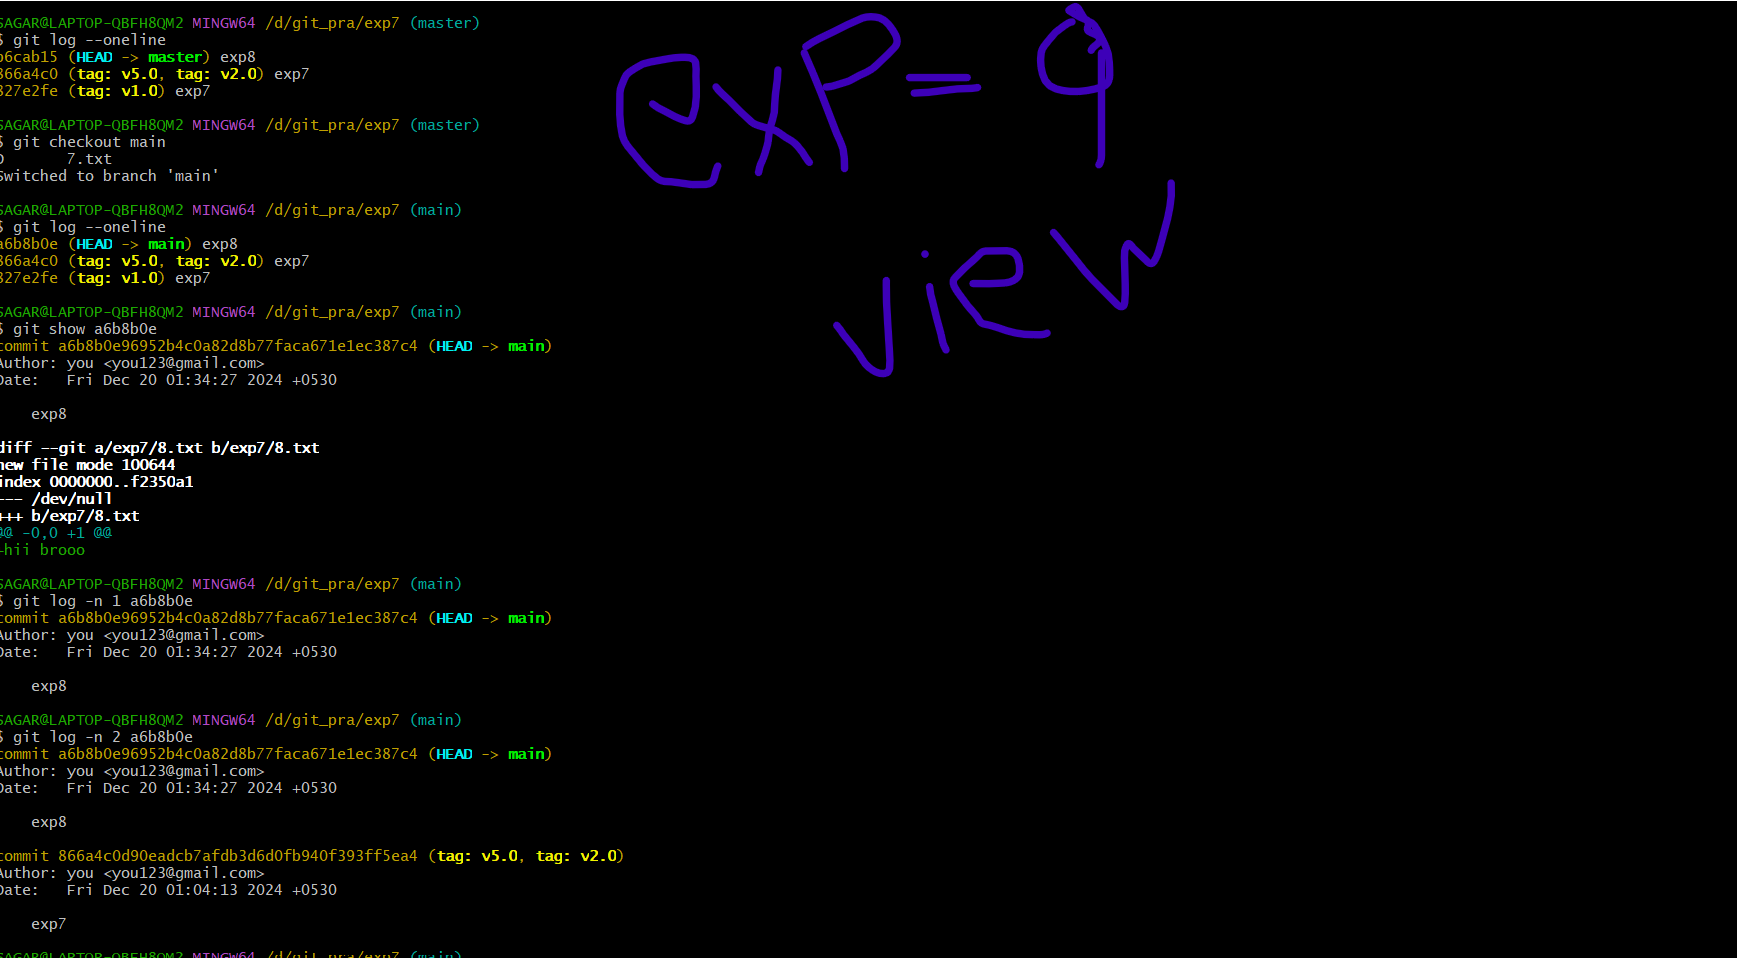 SAGAR@LAPTOP-QBFH8QM2 MINGW64 /d/git_pra/exp7 (master)
$ git log --oneline
b6cab15 (HEAD -> master) exp8
866a4c0 (tag: v5.0, tag: v2.0) exp7
827e2fe (tag: v1.0) exp7
SAGAR@LAPTOP-QBFH8QM2 MINGW64 /d/git_pra/exp7 (master)
$ git checkout main
D       7.txt
Switched to branch 'main'
SAGAR@LAPTOP-QBFH8QM2 MINGW64 /d/git_pra/exp7 (main)
$ git log --oneline
a6b8b0e (HEAD -> main) exp8
866a4c0 (tag: v5.0, tag: v2.0) exp7
827e2fe (tag: v1.0) exp7
SAGAR@LAPTOP-QBFH8QM2 MINGW64 /d/git_pra/exp7 (main)
$ git show a6b8b0e
commit a6b8b0e96952b4c0a82d8b77faca671e1ec387c4 (HEAD -> main)
Author: you <you123@gmail.com>
Date:   Fri Dec 20 01:34:27 2024 +0530
exp8
diff --git a/exp7/8.txt b/exp7/8.txt
new file mode 100644
index 0000000..f2350a1
--- /dev/null
+++ b/exp7/8.txt
@@ -0,0 +1 @@
+hii brooo
SAGAR@LAPTOP-QBFH8QM2 MINGW64 /d/git_pra/exp7 (main)
$ git log -n 1 a6b8b0e
commit a6b8b0e96952b4c0a82d8b77faca671e1ec387c4 (HEAD -> main)
Author: you <you123@gmail.com>
Date:   Fri Dec 20 01:34:27 2024 +0530
exp8
SAGAR@LAPTOP-QBFH8QM2 MINGW64 /d/git_pra/exp7 (main)
$ git log -n 2 a6b8b0e
commit a6b8b0e96952b4c0a82d8b77faca671e1ec387c4 (HEAD -> main)
Author: you <you123@gmail.com>
Date:   Fri Dec 20 01:34:27 2024 +0530
exp8
commit 866a4c0d90eadcb7afdb3d6d0fb940f393ff5ea4 (tag: v5.0, tag: v2.0)
Author: you <you123@gmail.com>
Date:   Fri Dec 20 01:04:13 2024 +0530
exp7
SAGAR@LAPTOP-QBFH8QM2 MINGW64 /d/git_pra/exp7 (main)
exP = 9
view